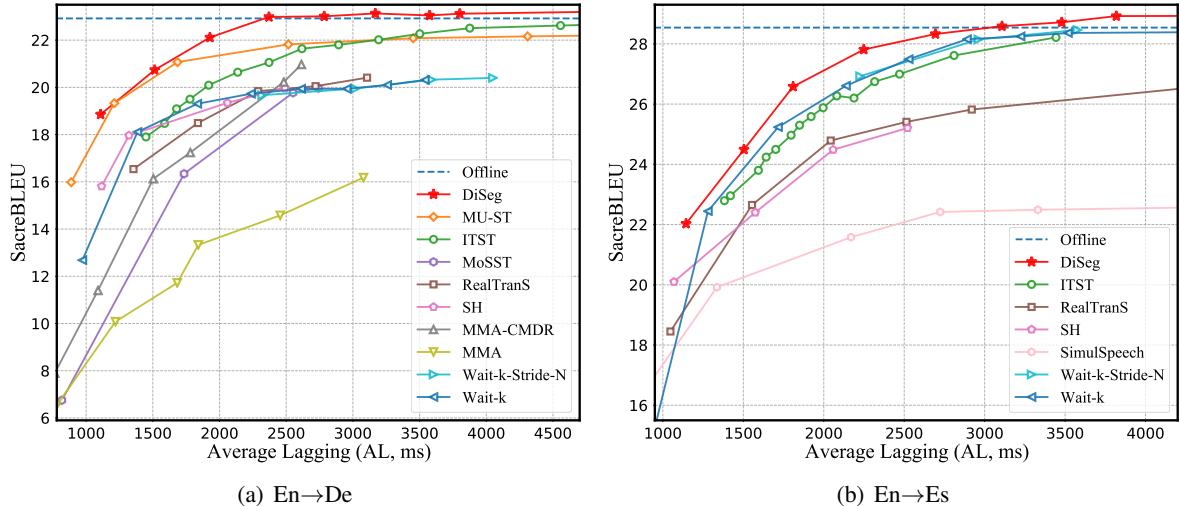 SacreBLEU
22
20
18
16
14
12
10
8
6
1000 1500 2000 2500 3000 3500 4000 4500
Average Lagging (AL, ms)
Offline
DiSeg
MU-ST
ITST
MoSST
RealTranS
SH
MMA-CMDR
MMA
Wait-k-Stride-N
Wait-k
(a) En→De
SacreBLEU
28
26
24
22
20
18
16
1000 1500 2000 2500 3000 3500 4000
Average Lagging (AL, ms)
Offline
DiSeg
ITST
RealTranS
SH
SimulSpeech
Wait-k-Stride-N
Wait-k
(b) En→Es